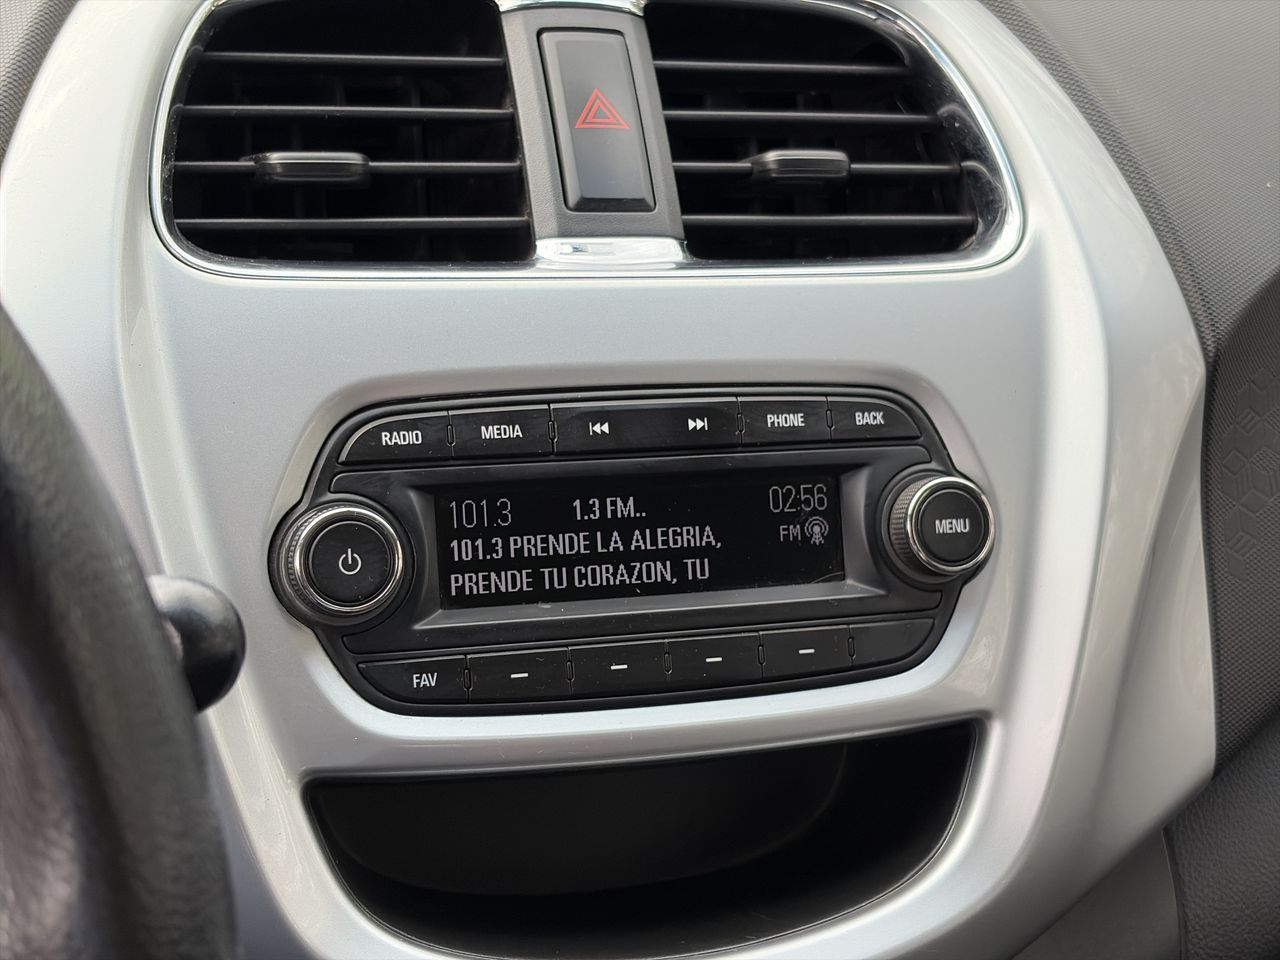 RADIO MEDIA PHONE BACK
101.3 1.3 FM.. 02:56
101.3 PRENDE LA ALEGRIA, FM
PRENDE TU CORAZON, TU
MENU
FAV